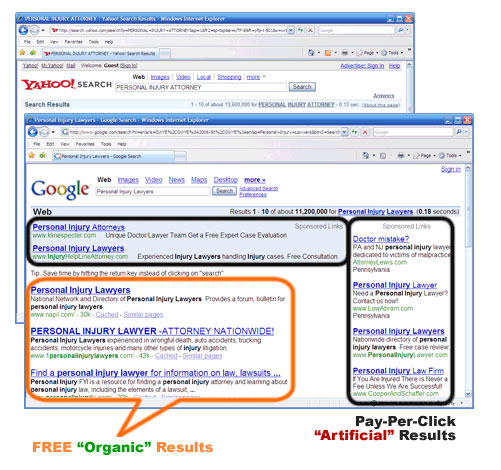 PERSONAL INJURY ATTORNEY - Yahoo! Search Results - Windows Internet Explorer
File Edit View Favorites Tools Help
PERSONAL INJURY ATTORNEY - Yahoo! Search Results
Page Tools
Yahoo! My Yahoo! Mail Welcome, Guest [Sign In] Advertiser Sign In Help
Web | Images | Video | Local | Shopping | more
YAHOO! SEARCH PERSONAL INJURY ATTORNEY Search
Answers
Search Results 1 - 10 of about 13,600,000 for PERSONAL INJURY ATTORNEY - 0.13 sec. (About this page)
Personal Injury Lawyers - Google Search - Windows Internet Explorer
Google
File Edit View Favorites Tools Help
Personal Injury Lawyers - Google Search
Page Tools
Sign in
Google
Web Images Video News Maps Desktop more »
Personal Injury Lawyers Search Advanced Search
Preferences
Web Results 1 - 10 of about 11,200,000 for Personal Injury Lawyers (0.18 seconds)
Personal Injury Attorneys Sponsored Links
www.klnespecter.com Unique Doctor/Lawyer Team Get a Free Expert Case Evaluation
Personal Injury Lawyers
www.InjuryHelpLineAttorney.com Experienced Injury Lawyers handling Injury cases. Free Consultation
Tip: Save time by hitting the return key instead of clicking on "search"
Personal Injury Lawyers
National Network and Directory of Personal Injury Lawyers. Provides a forum, bulletin for
personal injury lawyers.
www.napil.com/ - 30k - Cached - Similar pages
PERSONAL INJURY LAWYER -ATTORNEY NATIONWIDE!
Personal Injury Lawyers experienced in wrongful death, auto accidents, trucking
accidents, motorcycle injuries and many other types of injury litigation.
www.1personalinjurylawyers.com/ - 42k - Cached - Similar pages
Find a personal injury lawyer for information on law, lawsuits ...
Personal Injury FYI is a resource for finding a personal injury attorney and learning about
personal injury law, including the elements of a lawsuit, ...
Sponsored Links
Doctor mistake?
PA and NJ personal injury lawyer
dedicated to victims of malpractice
AttorneyLewis.com
Pennsylvania
Personal Injury Lawyer
Need a Personal Injury Lawyer?
Contact us now!
www.LowAbram.com
Pennsylvania
Personal Injury Lawyers
Nationwide directory of personal
injury lawyers. Free case review
www.PersonalInjuryLawyer.com
Personal Injury Law Firm
If You Are Injured There is Never a
Fee Unless We Are Successful!
www.CooperAndSchaffer.com
FREE "Organic" Results
Pay-Per-Click
"Artificial" Results